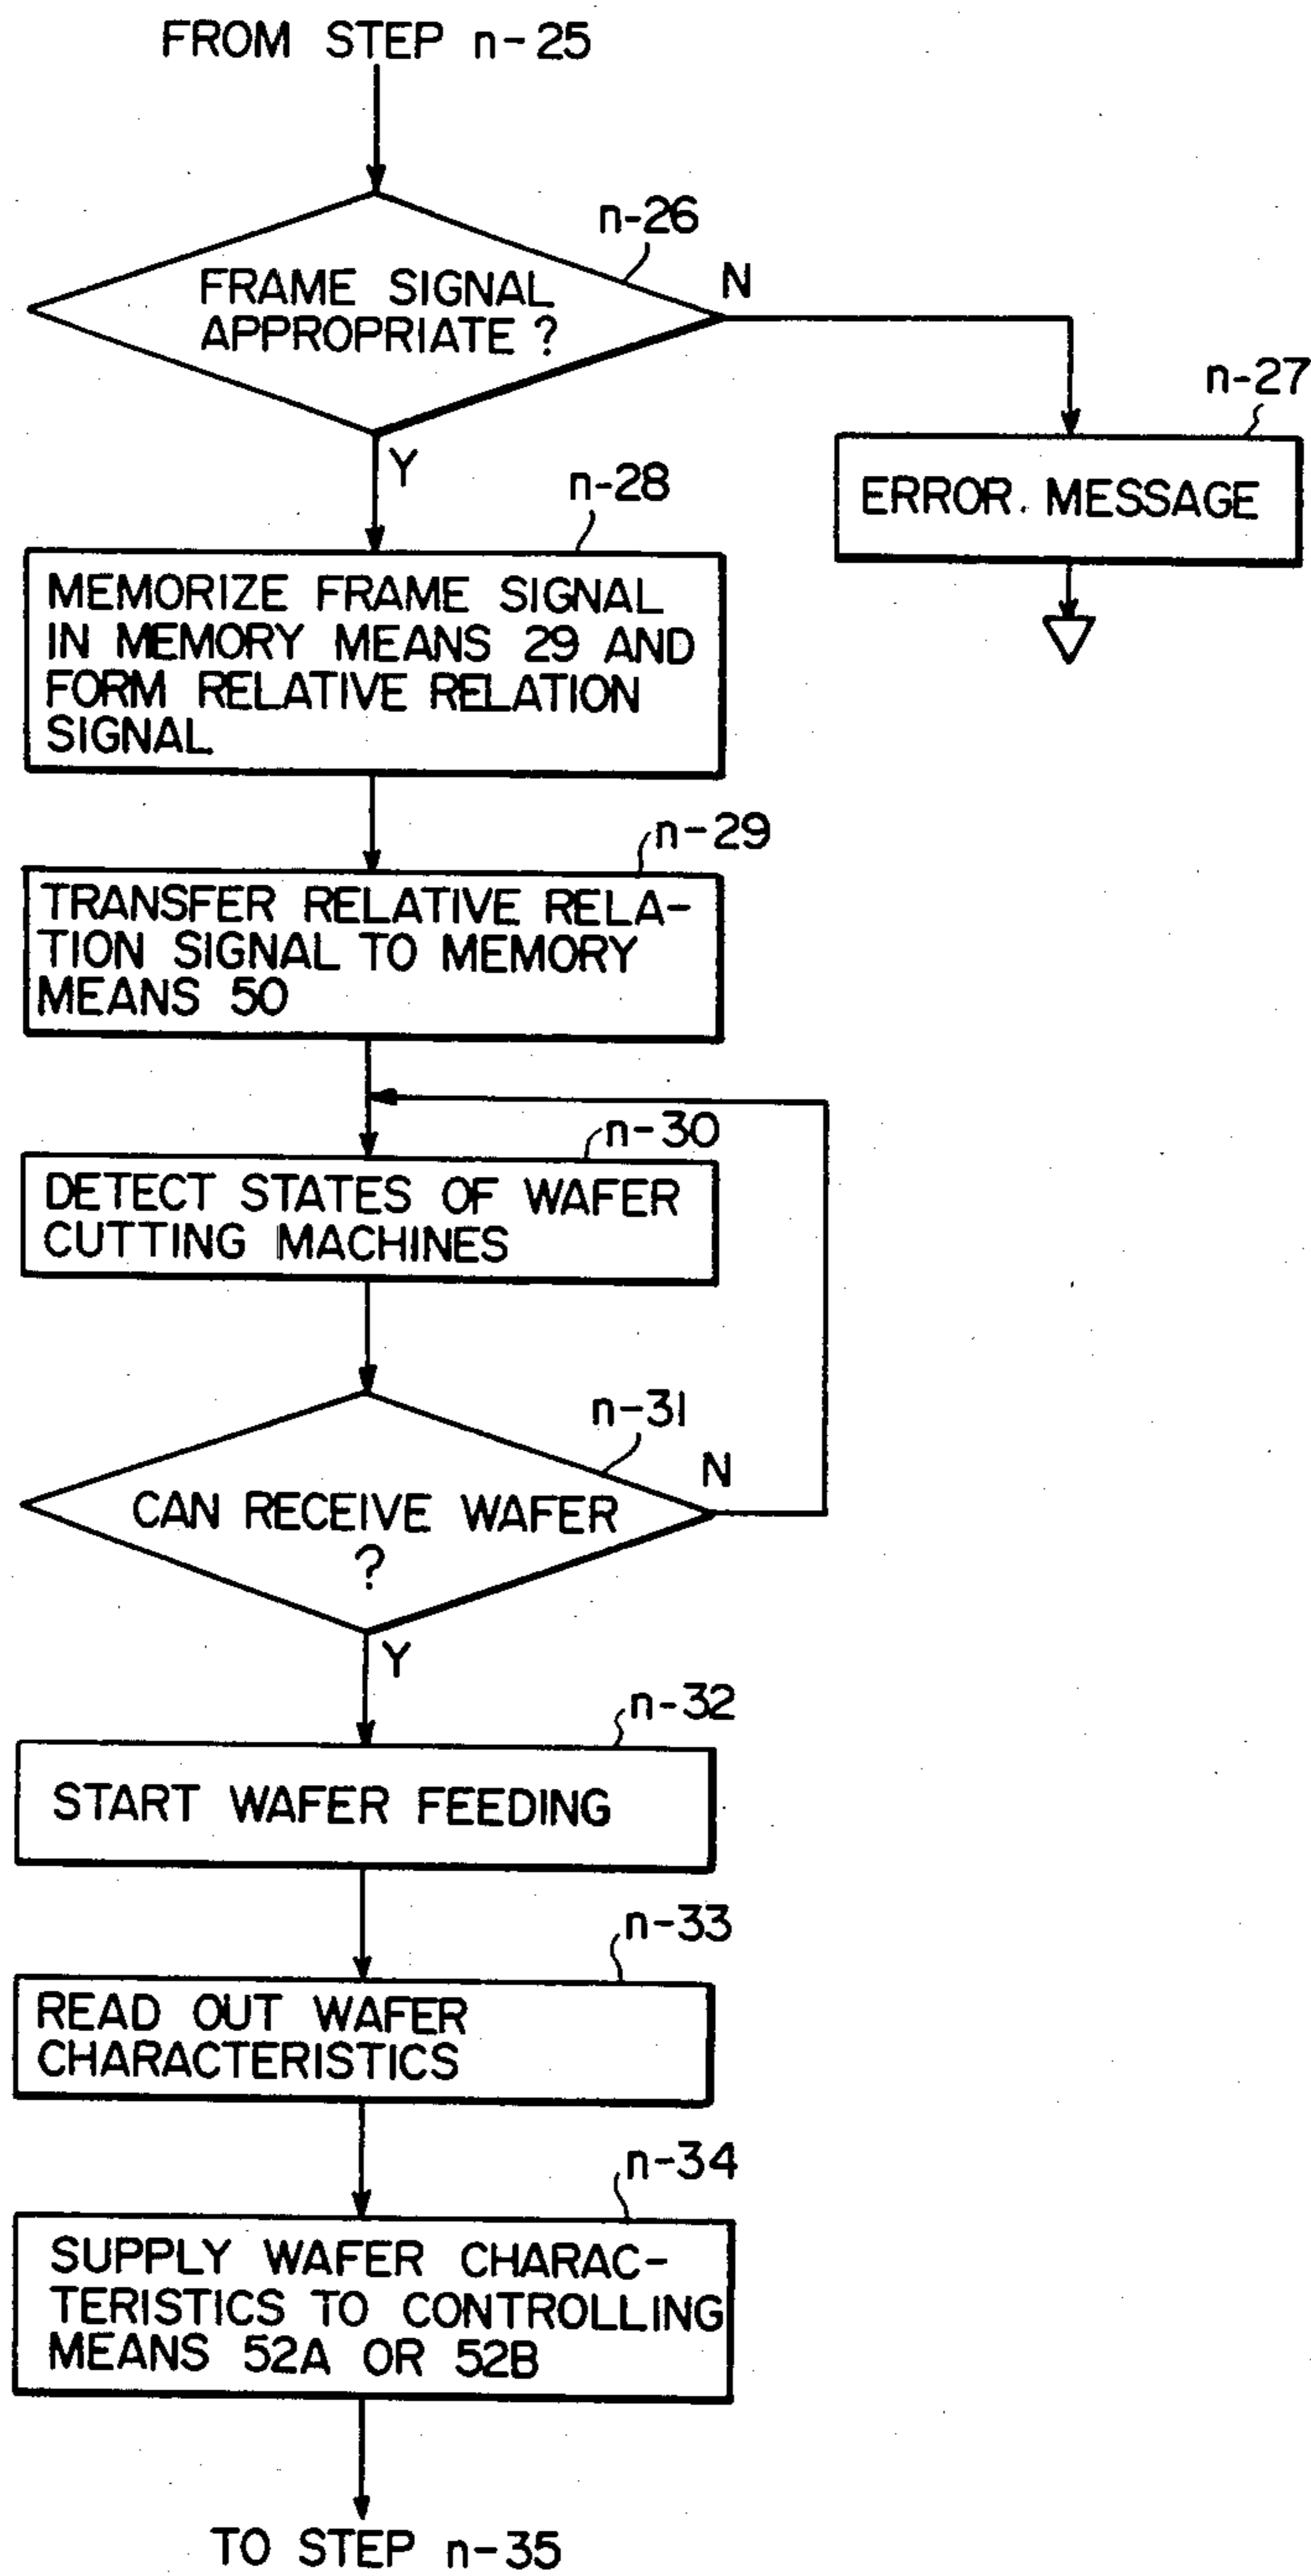 FROM STEP n-25
n-26
FRAME SIGNAL
APPROPRIATE ?
N
n-27
ERROR. MESSAGE
Y
n-28
MEMORIZE FRAME SIGNAL
IN MEMORY MEANS 29 AND
FORM RELATIVE RELATION
SIGNAL
n-29
TRANSFER RELATIVE RELA-
TION SIGNAL TO MEMORY
MEANS 50
n-30
DETECT STATES OF WAFER
CUTTING MACHINES
n-31
CAN RECEIVE WAFER
?
N
Y
n-32
START WAFER FEEDING
n-33
READ OUT WAFER
CHARACTERISTICS
n-34
SUPPLY WAFER CHARAC-
TERISTICS TO CONTROLLING
MEANS 52A OR 52B
TO STEP n-35